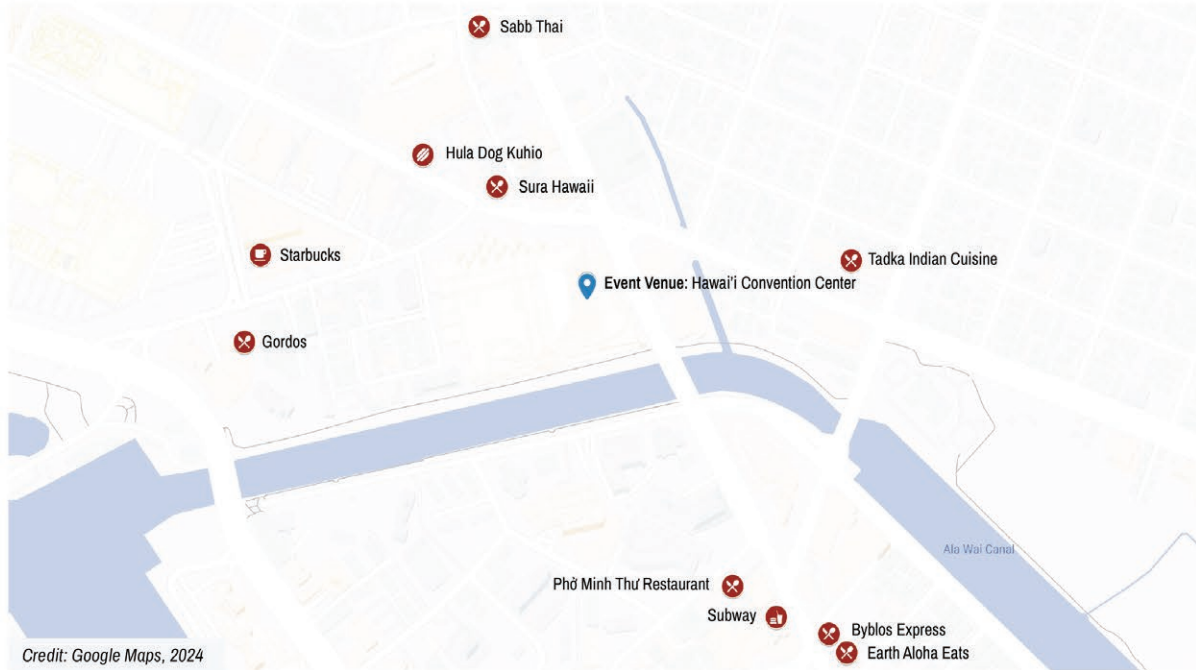 Sabb Thai
Hula Dog Kuhio
Sura Hawaii
Starbucks
Tadka Indian Cuisine
Event Venue: Hawai'i Convention Center
Gordos
Ala Wai Canal
Phở Minh Thư Restaurant
Subway
Byblos Express
Earth Aloha Eats
Credit: Google Maps, 2024